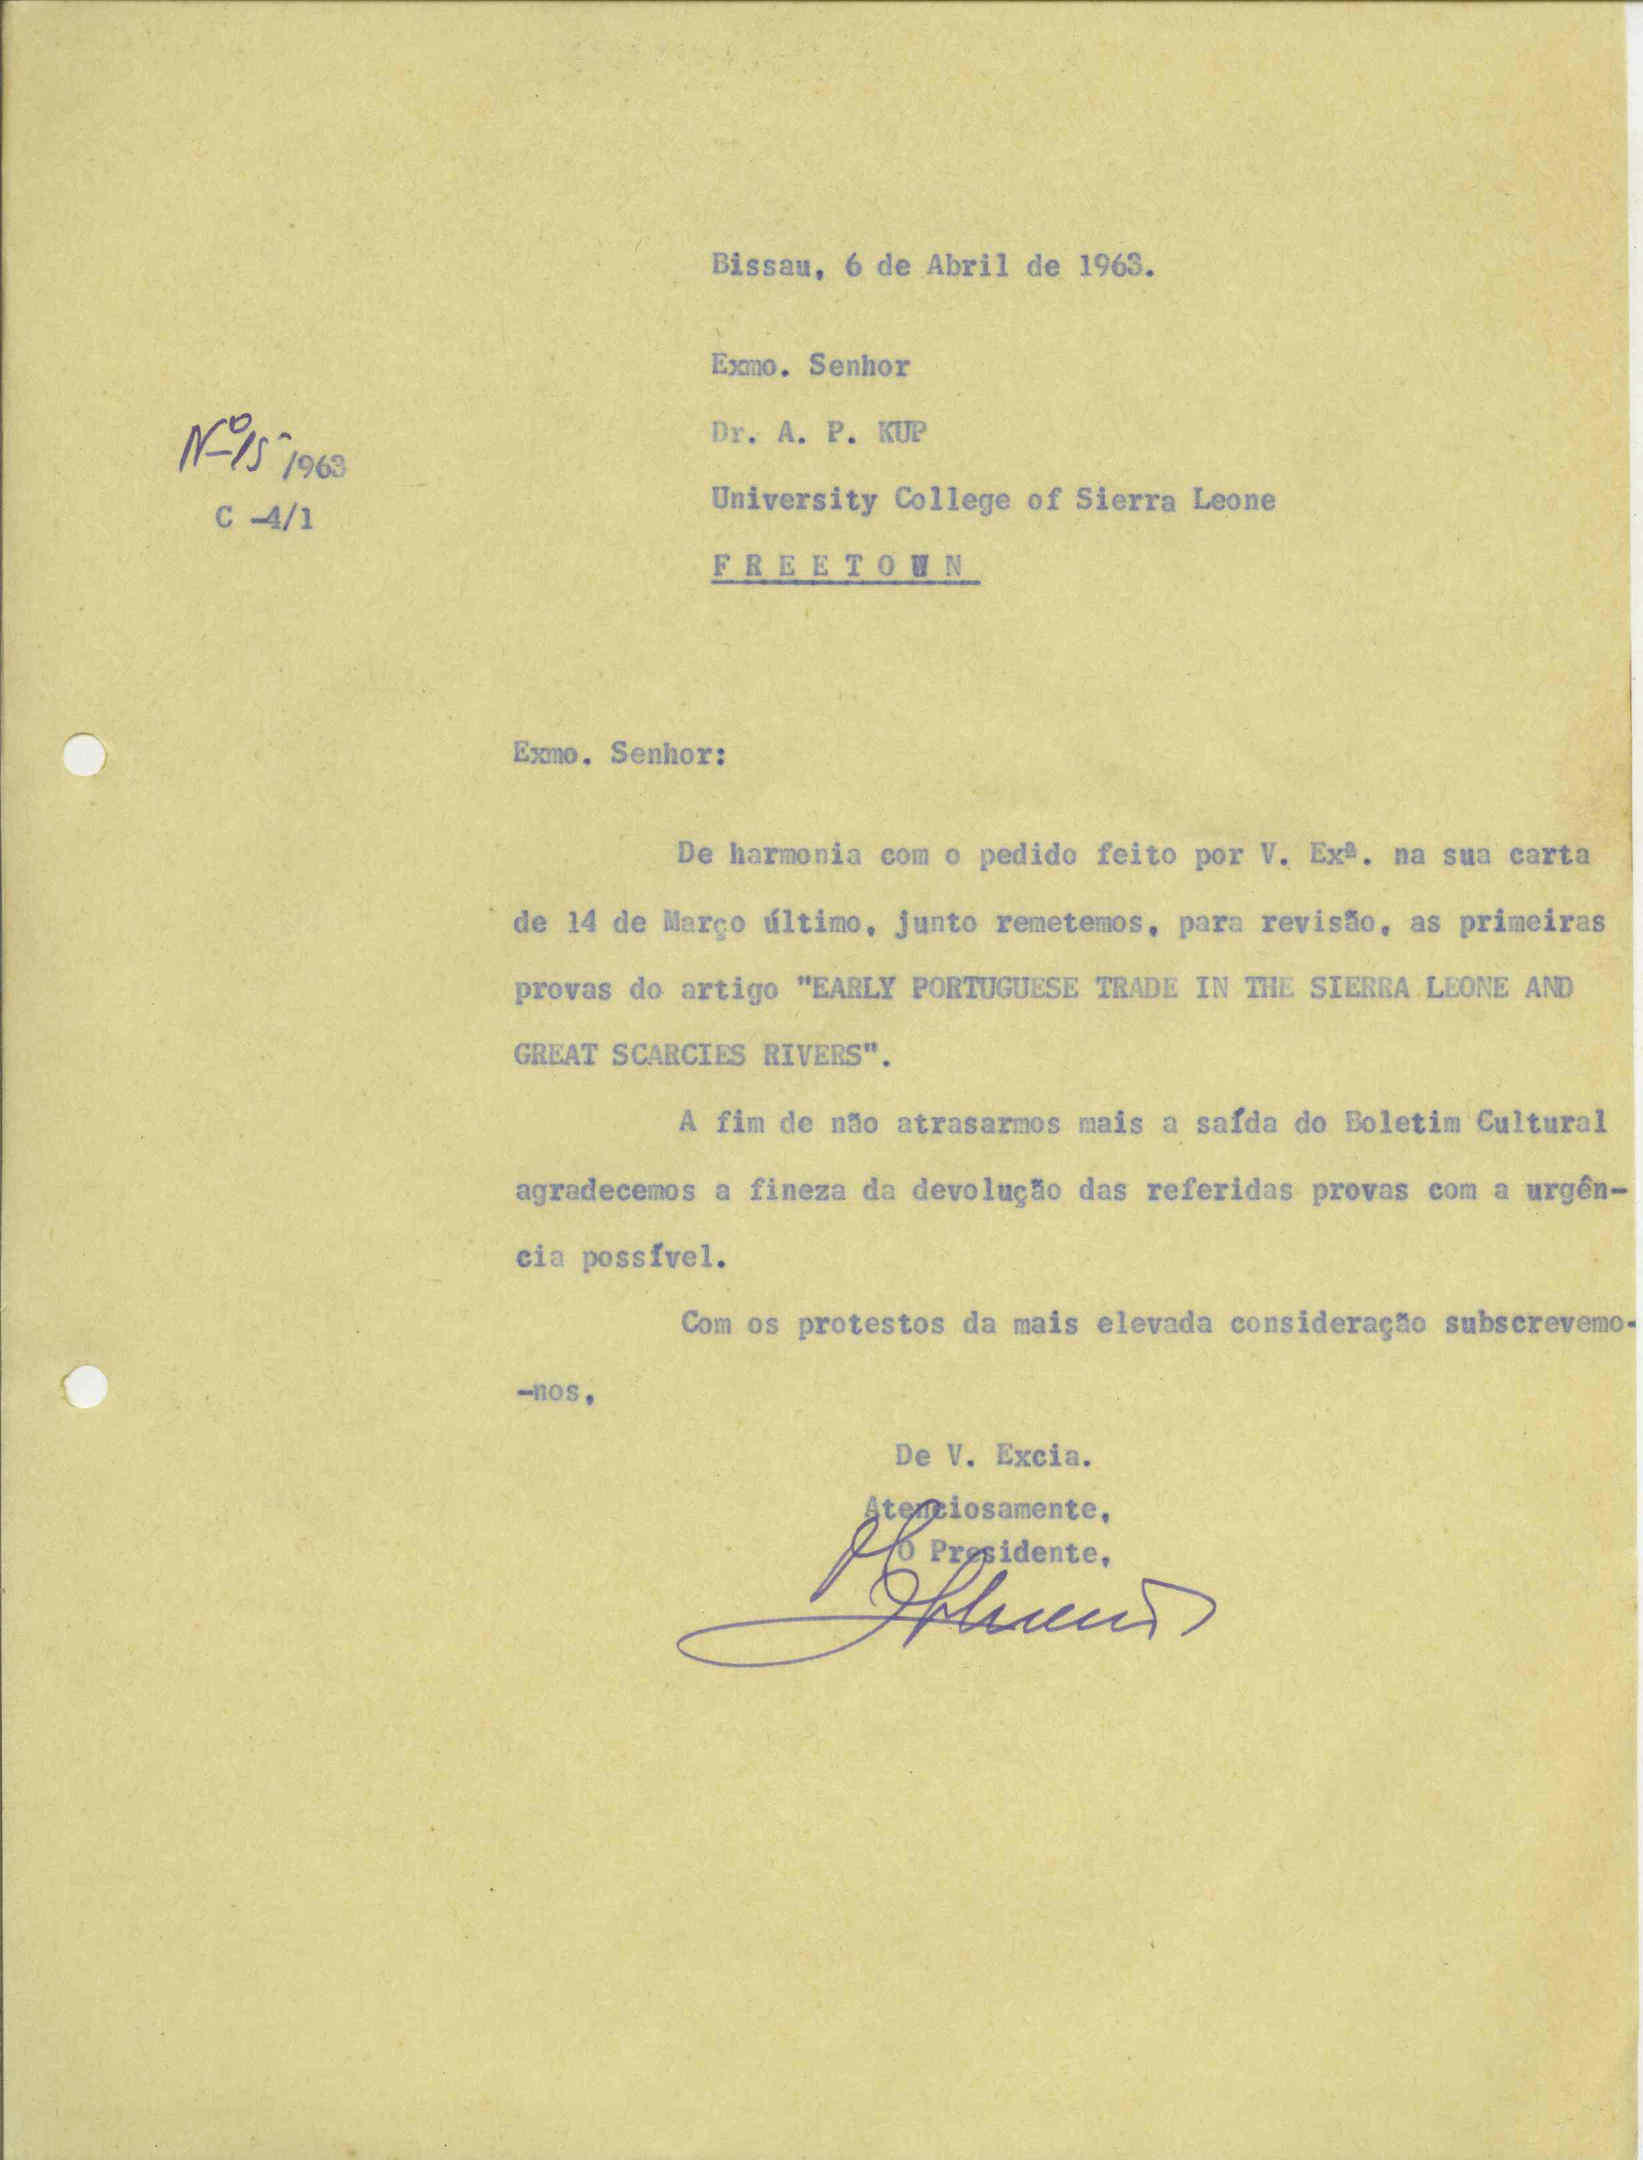 Bissau, 6 de Abril de 1963.
Exmo. Senhor
Dr. A. P. KUP
Nº 15/963
University College of Sierra Leone
C -4/1
FREETOWN
Exmo. Senhor:
De harmonia com o pedido feito por V. Exª. na sua carta
de 14 de Março último, junto remetemos, para revisão, as primeiras
provas do artigo "EARLY PORTUGUESE TRADE IN THE SIERRA LEONE AND
GREAT SCARCIES RIVERS".
A fim de não atrasarmos mais a saída do Boletim Cultural
agradecemos a fineza da devolução das referidas provas com a urgên-
cia possível.
Com os protestos da mais elevada consideração subscrevemo-
-nos,
De V. Excia.
Atenciosamente,
O Presidente,